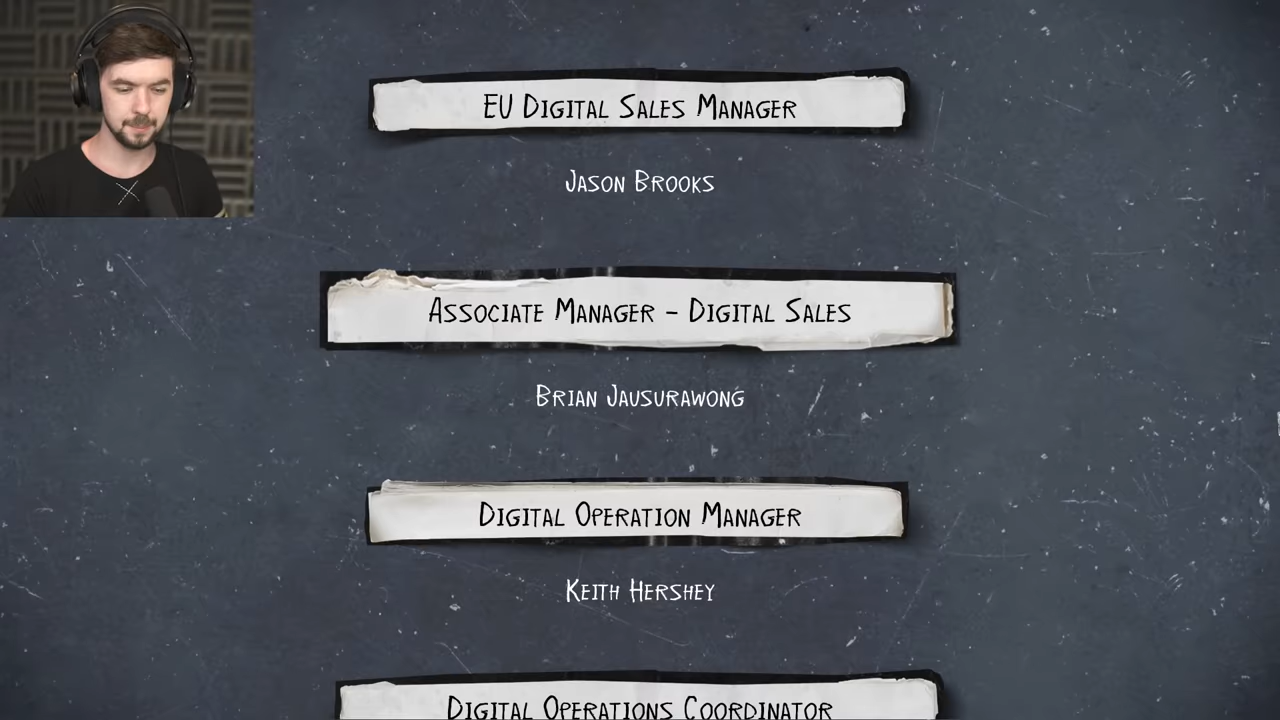 EU Digital Sales Manager
Jason Brooks
Associate Manager - Digital Sales
Brian Jausurawong
Digital Operation Manager
Keith Hershey
Digital Operations Coordinator